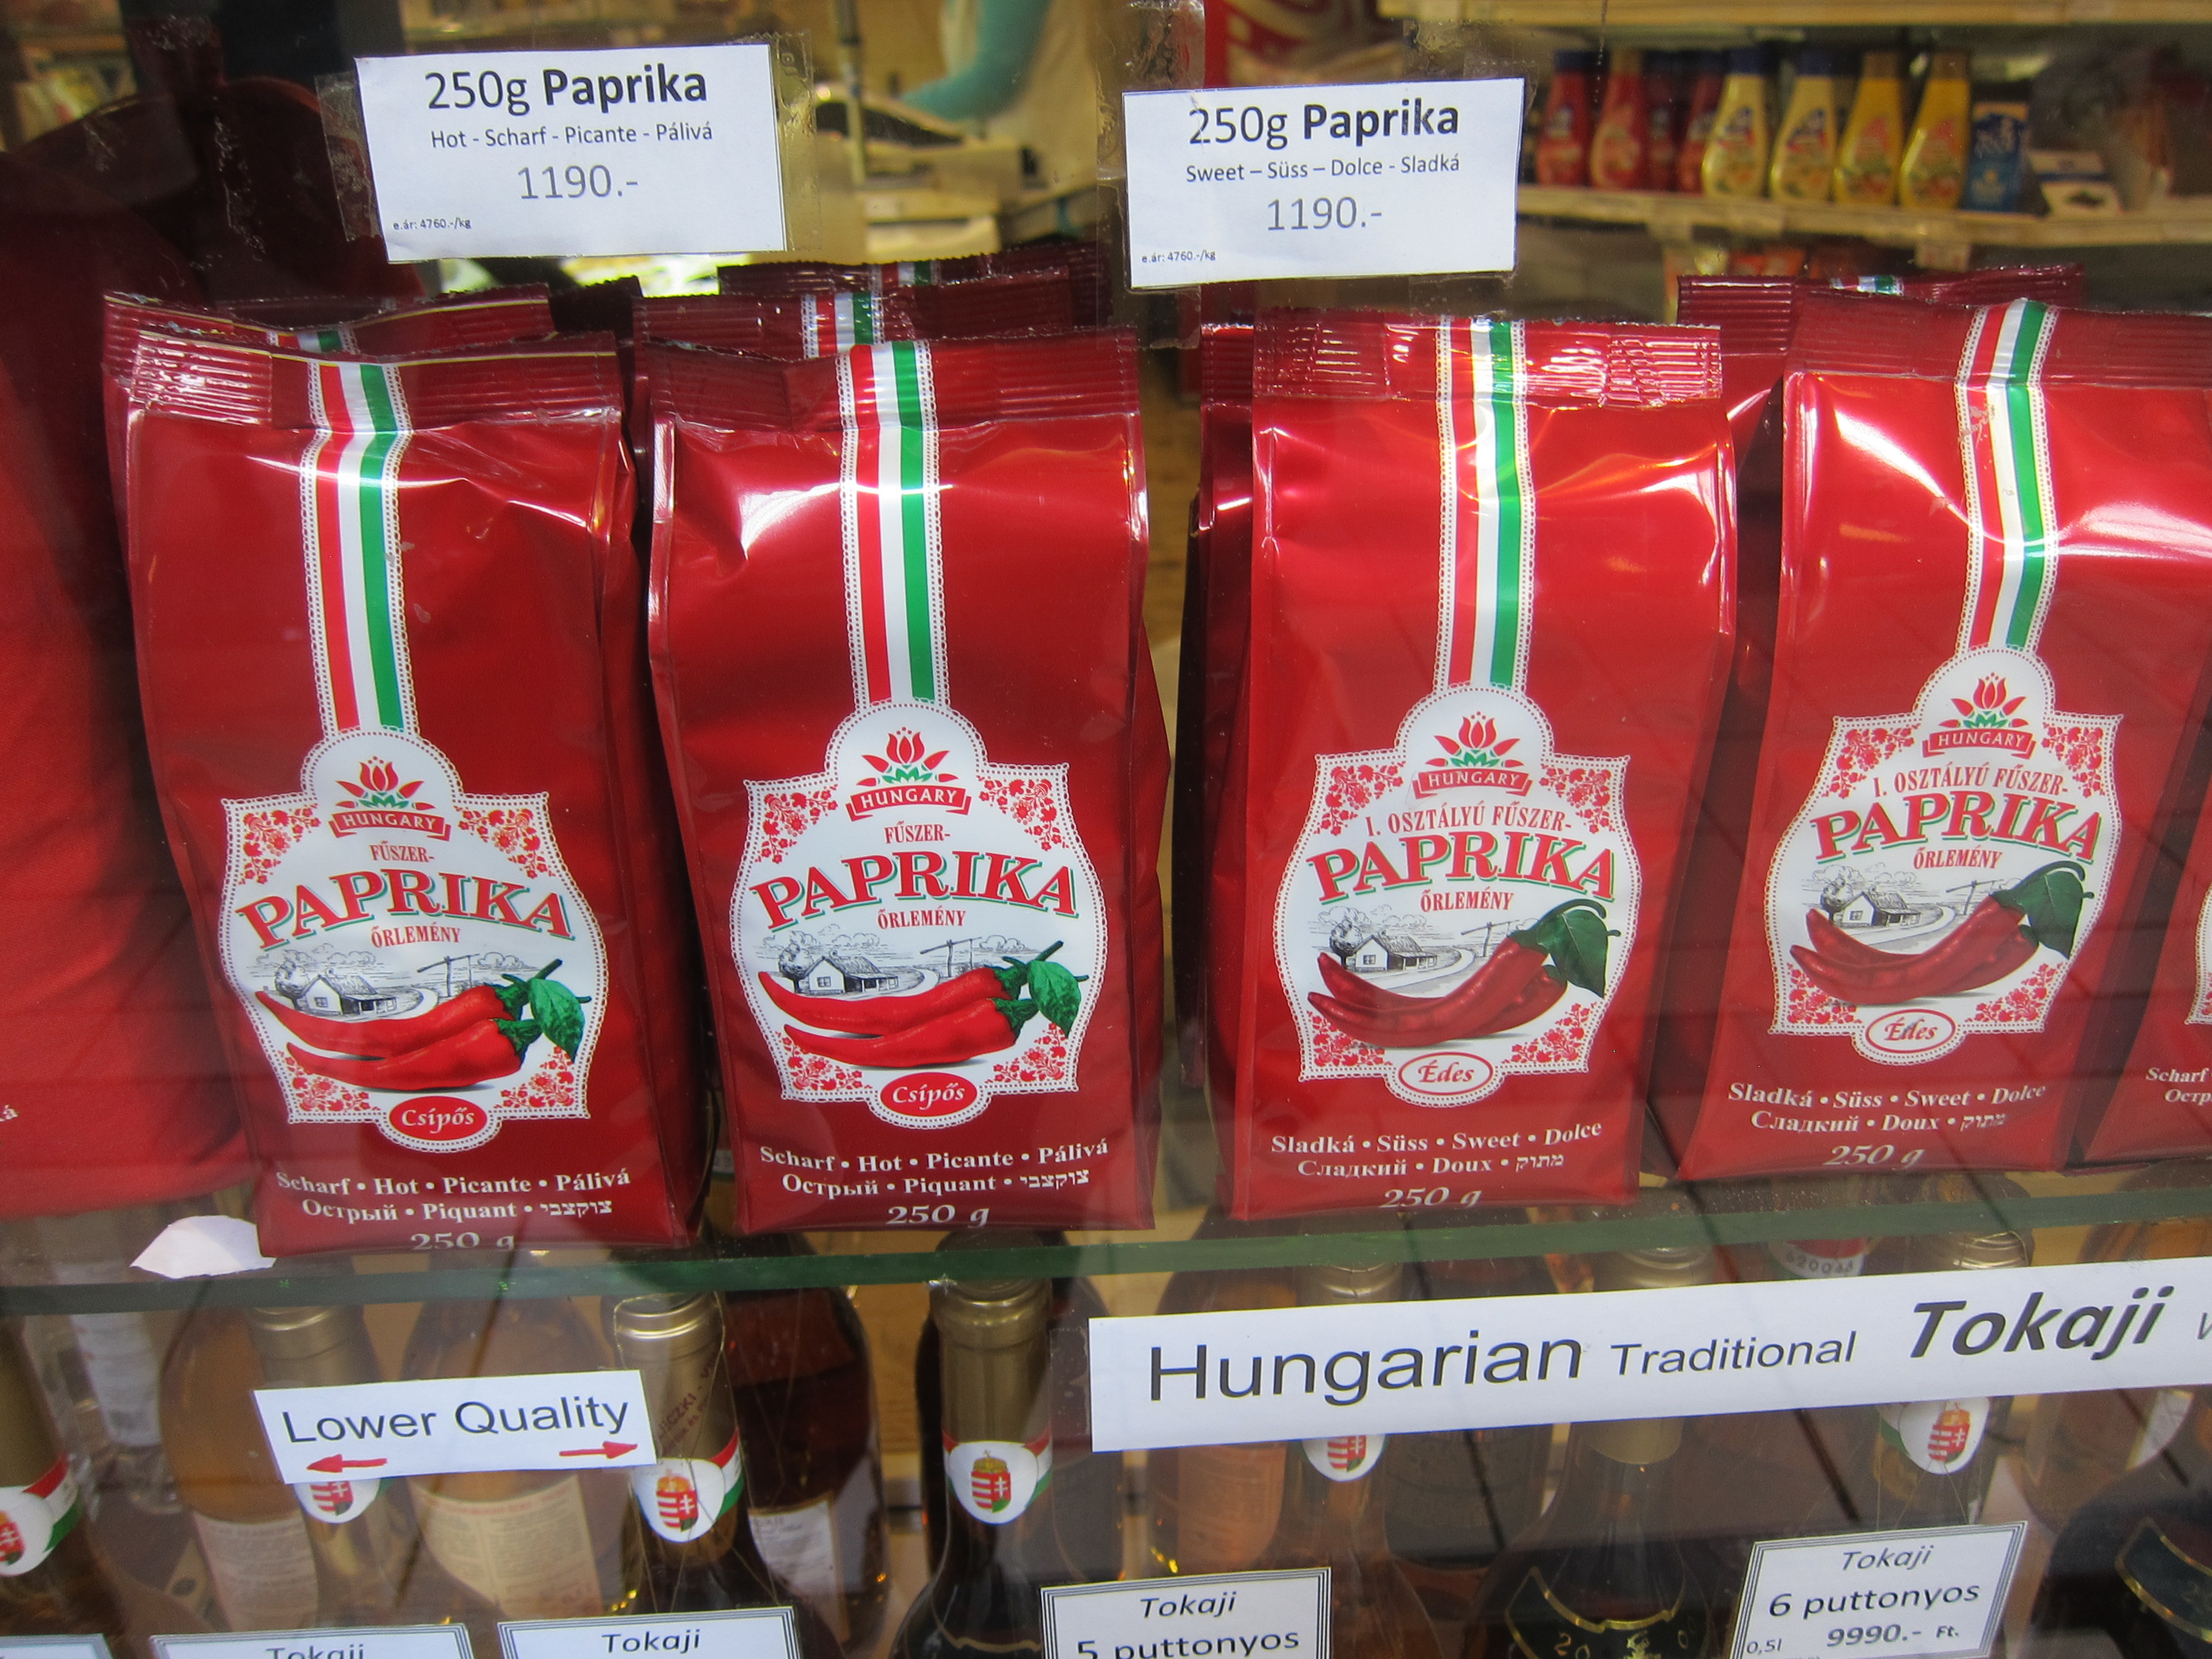 250g Paprika
Hot - Scharf - Picante - Pálivá
1190.-
e.ár: 4760.-/kg
250g Paprika
Sweet – Süss – Dolce - Sladká
1190.-
e.ár: 4760.-/kg
HUNGARY
FŰSZER-
PAPRIKA
ŐRLEMÉNY
Csípős
Scharf • Hot • Picante • Pálivá
Острый • Piquant • צוקצבי
250 g
HUNGARY
FŰSZER-
PAPRIKA
ŐRLEMÉNY
Csípős
Scharf • Hot • Picante • Pálivá
Острый • Piquant • צוקצבי
250 g
HUNGARY
I. OSZTÁLYÚ FŰSZER-
PAPRIKA
ŐRLEMÉNY
Édes
Sladká • Süss • Sweet • Dolce
Сладкий • Doux • מתוק
250 g
HUNGARY
I. OSZTÁLYÚ FŰSZER-
PAPRIKA
ŐRLEMÉNY
Édes
Sladká • Süss • Sweet • Dolce
Сладкий • Doux • מתוק
250 g
Scharf
Lower Quality
Hungarian Traditional Tokaji
Tokaji
Tokaji
Tokaji
5 puttonyos
Tokaji
6 puttonyos
0,5l 9990.- Ft.